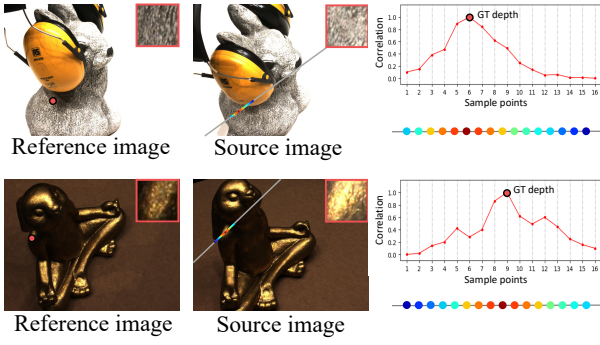 Correlation
1.0
0.8
0.6
0.4
0.2
0.0
GT depth
1 2 3 4 5 6 7 8 9 10 11 12 13 14 15 16
Sample points
Reference image
Source image
Correlation
1.0
0.8
0.6
0.4
0.2
0.0
GT depth
1 2 3 4 5 6 7 8 9 10 11 12 13 14 15 16
Sample points
Reference image
Source image